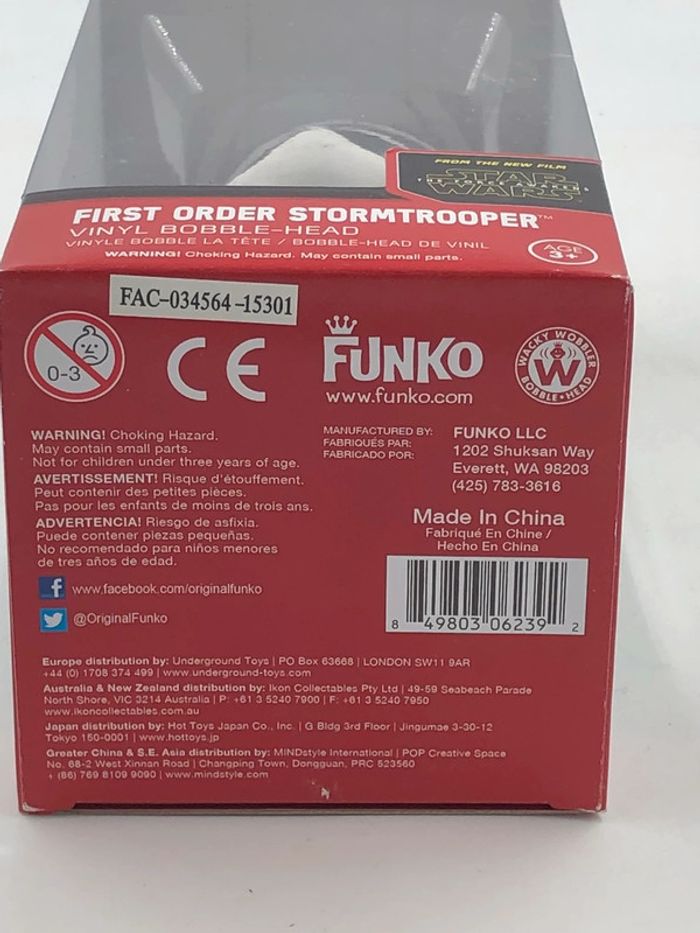 FROM THE NEW FILM
STAR
THE FORCE AWAKENS
WARS
FIRST ORDER STORMTROOPER™
VINYL BOBBLE-HEAD
VINYLE BOBBLE LA TÊTE / BOBBLE-HEAD DE VINIL
WARNING! Choking Hazard. May contain small parts.
AGE
3+
FAC-034564-15301
0-3
CE
FUNKO
www.funko.com
WACKY WOBBLER
W
BOBBLE-HEAD
WARNING! Choking Hazard.
May contain small parts.
Not for children under three years of age.
AVERTISSEMENT! Risque d'étouffement.
Peut contenir des petites pièces.
Pas pour les enfants de moins de trois ans.
ADVERTENCIA! Riesgo de asfixia.
Puede contener piezas pequeñas.
No recomendado para niños menores
de tres años de edad.
f www.facebook.com/originalfunko
@OriginalFunko
MANUFACTURED BY:
FABRIQUÉS PAR:
FABRICADO POR:
FUNKO LLC
1202 Shuksan Way
Everett, WA 98203
(425) 783-3616
Made In China
Fabriqué En Chine /
Hecho En China
8 49803 06239 2
Europe distribution by: Underground Toys | PO Box 63668 | LONDON SW11 9AR
+44 (0) 1708 374 499 | www.underground-toys.com
Australia & New Zealand distribution by: Ikon Collectables Pty Ltd | 49-59 Seabeach Parade
North Shore, VIC 3214 Australia | P: +61 3 5240 7900 | F: +61 3 5240 7950
www.ikoncollectables.com.au
Japan distribution by: Hot Toys Japan Co., Inc. | G Bldg 3rd Floor | Jingumae 3-30-12
Tokyo 150-0001 | www.hottoys.jp
Greater China & S.E. Asia distribution by: MINDstyle International | POP Creative Space
No. 68-2 West Xinnan Road | Changping Town, Dongguan, PRC 523560
+ (86) 769 8109 9090 | www.mindstyle.com